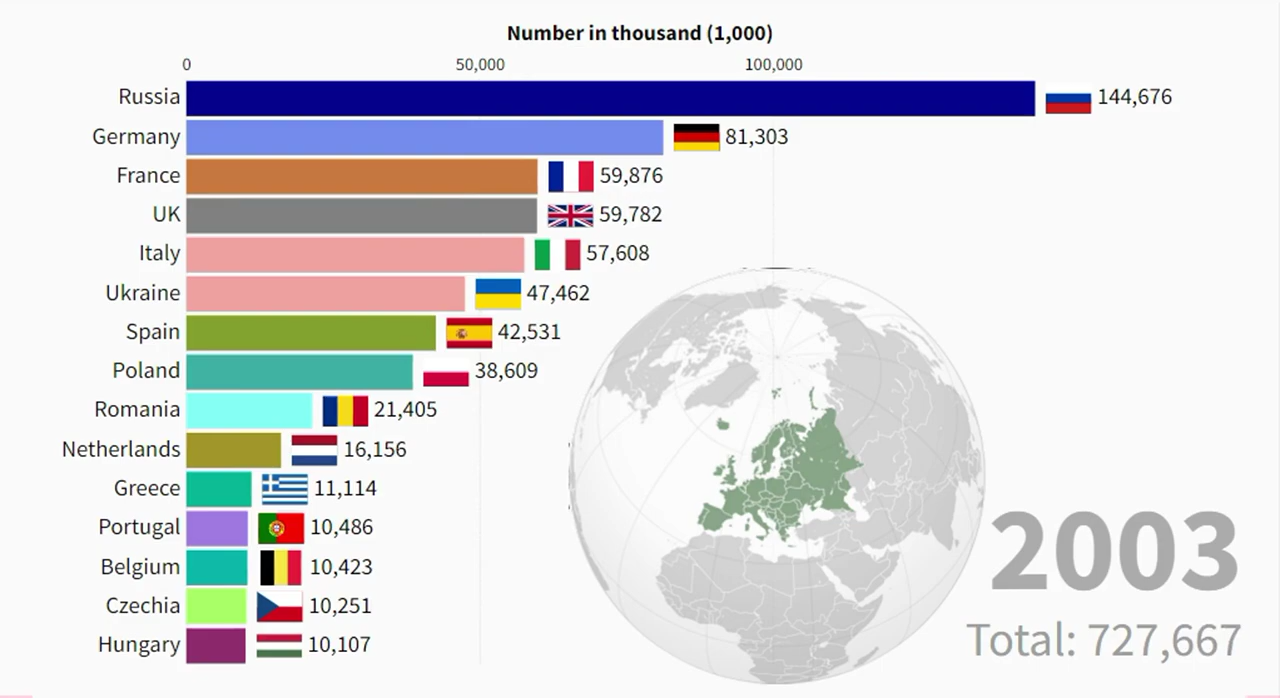 Number in thousand (1,000)
0 50,000 100,000
Russia 144,676
Germany 81,303
France 59,876
UK 59,782
Italy 57,608
Ukraine 47,462
Spain 42,531
Poland 38,609
Romania 21,405
Netherlands 16,156
Greece 11,114
Portugal 10,486
Belgium 10,423
Czechia 10,251
Hungary 10,107
2003
Total: 727,667